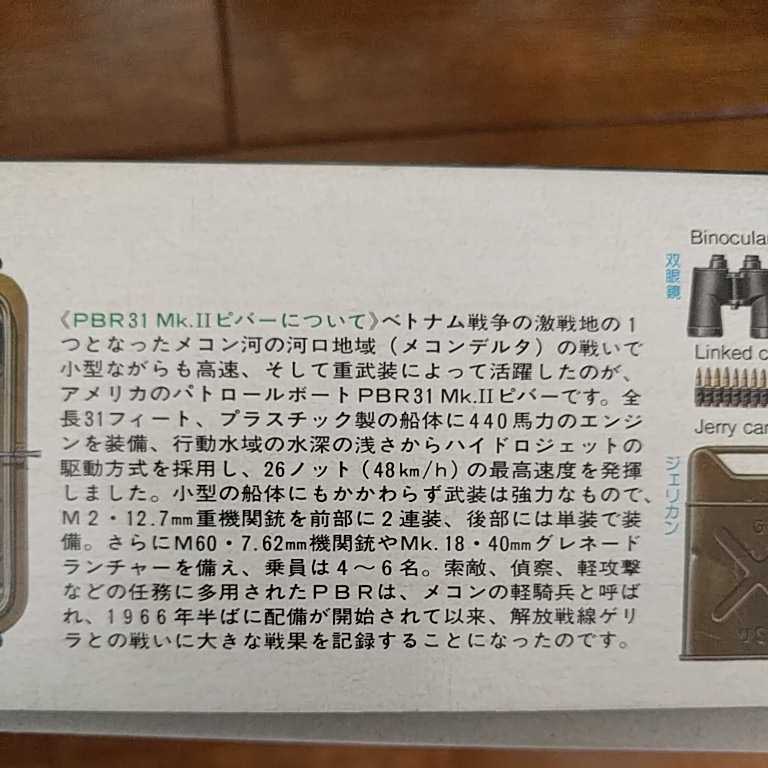 《PBR31 Mk.IIピバーについて》ベトナム戦争の激戦地の1
つとなったメコン河の河口地域（メコンデルタ）の戦いで
小型ながらも高速、そして重武装によって活躍したのが、
アメリカのパトロールボートPBR31 Mk.IIピバーです。全
長31フィート、プラスチック製の船体に440馬力のエンジ
ンを装備、行動水域の水深の浅さからハイドロジェットの
駆動方式を採用し、26ノット（48km/h）の最高速度を発揮
しました。小型の船体にもかかわらず武装は強力なもので、
M2・12.7mm重機関銃を前部に2連装、後部には単装で装
備。さらにM60・7.62mm機関銃やMk.18・40mmグレネード
ランチャーを備え、乗員は4〜6名。索敵、偵察、軽攻撃
などの任務に多用されたPBRは、メコンの軽騎兵と呼ば
れ、1966年半ばに配備が開始されて以来、解放戦線ゲリ
ラとの戦いに大きな戦果を記録することになったのです。
Binocular
双眼鏡
Linked c
Jerry can
ジェリカン